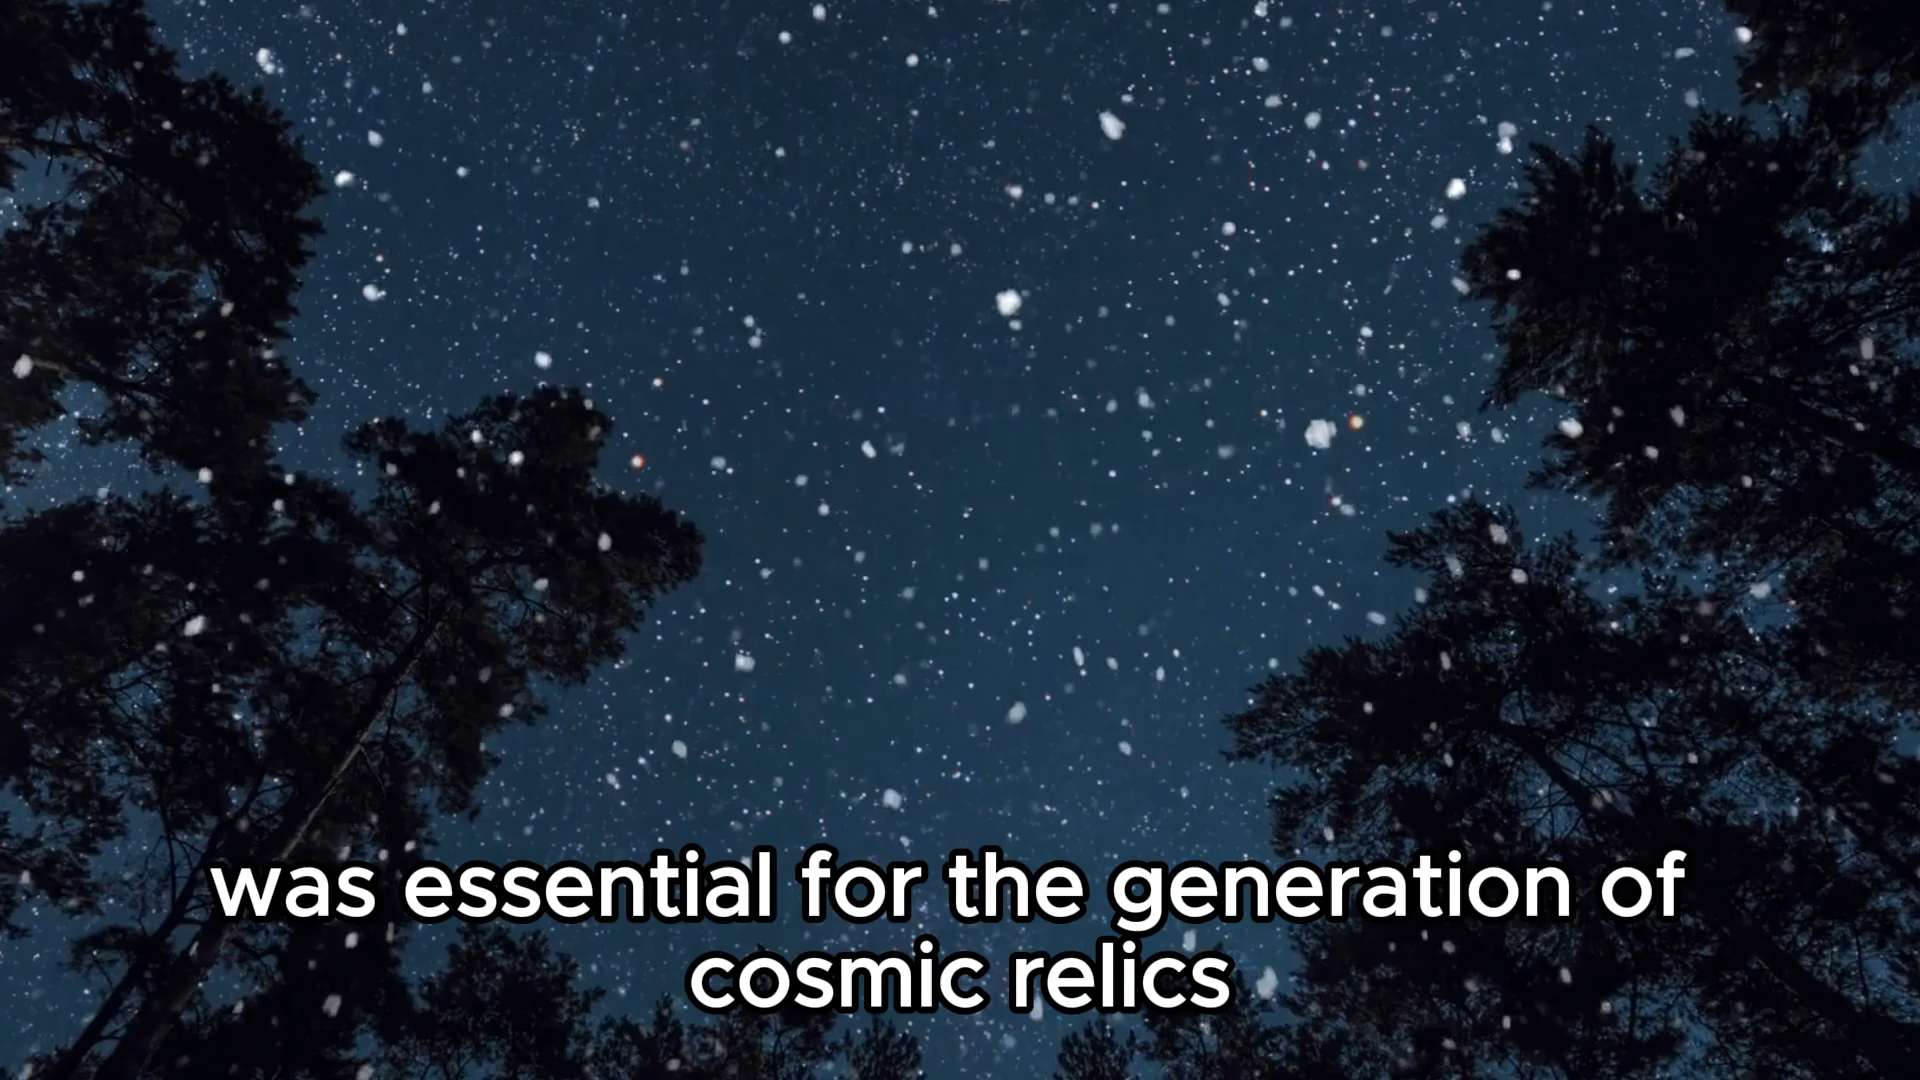 was essential for the generation of
cosmic relics